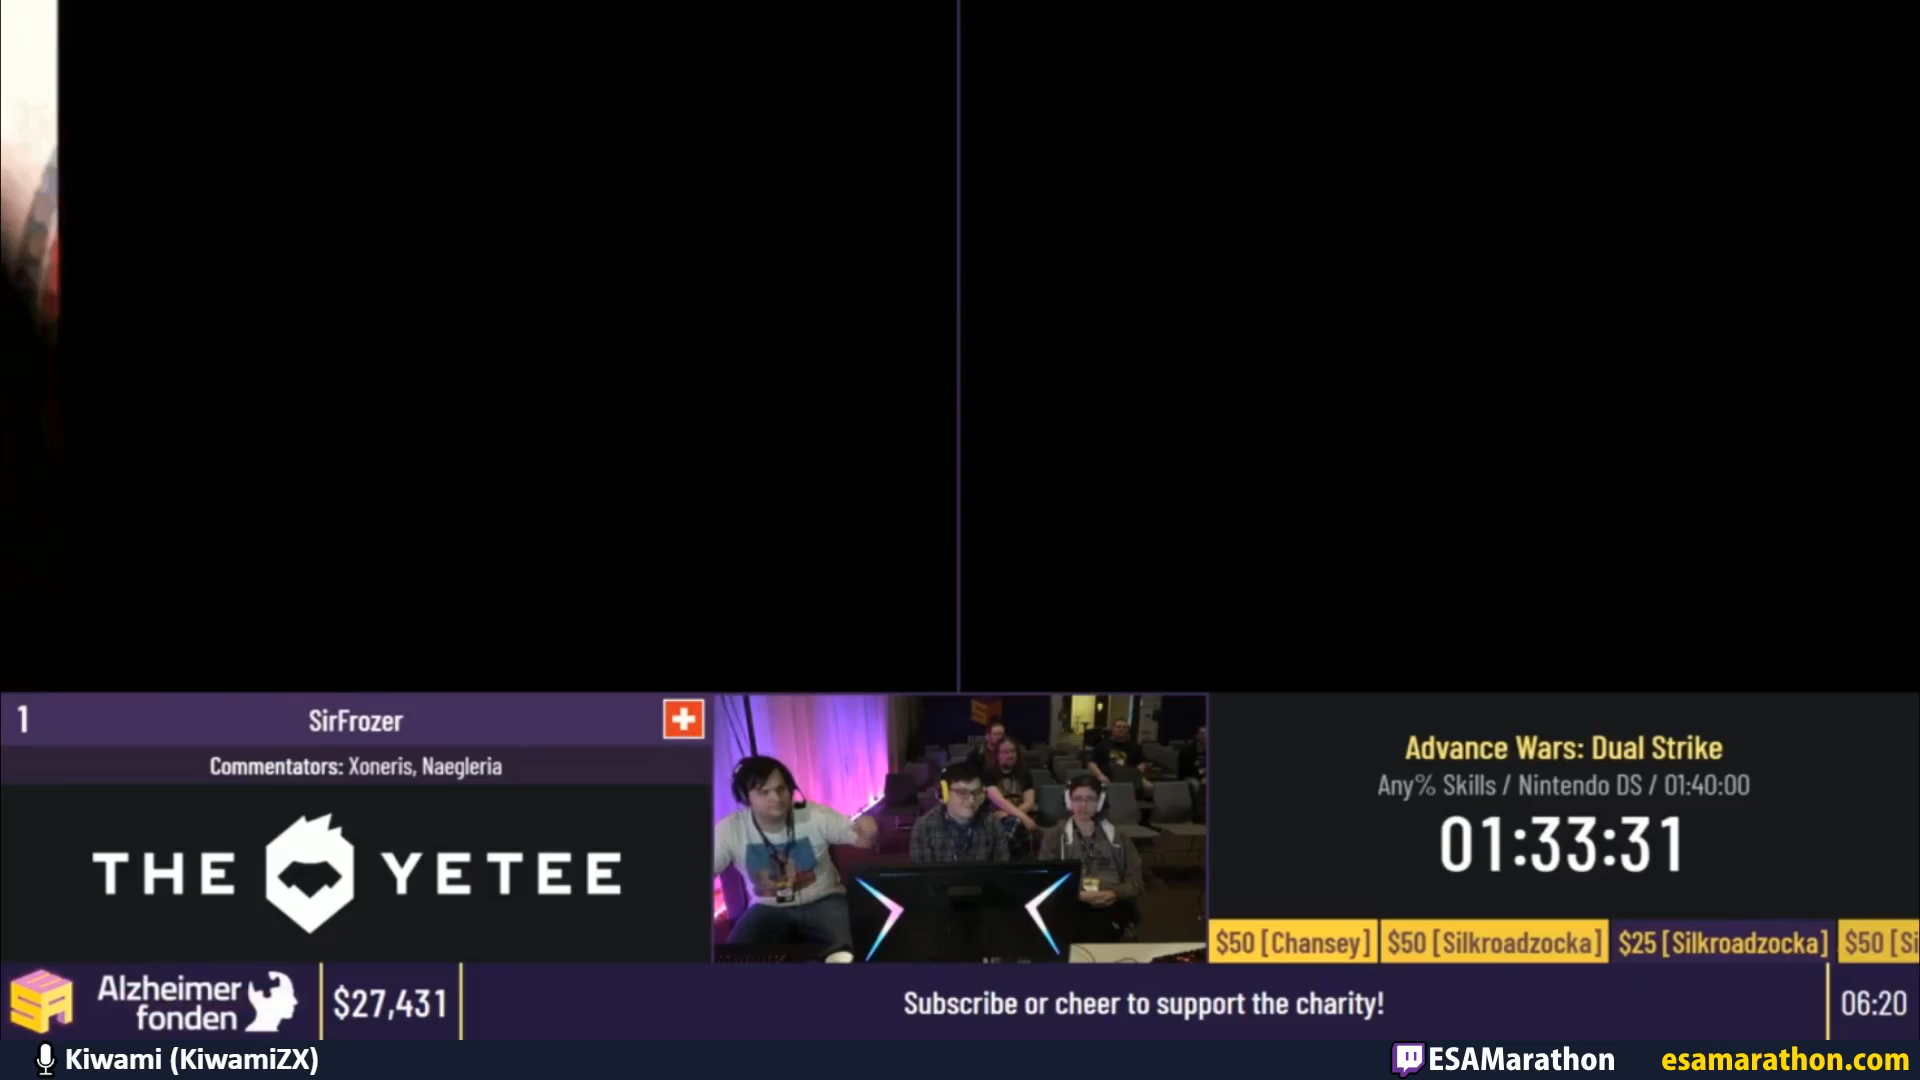 1
SirFrozer
Commentators: Xoneris, Naegleria
THE YETEE
Advance Wars: Dual Strike
Any% Skills / Nintendo DS / 01:40:00
01:33:31
$50 [Chansey]
$50 [Silkroadzocka]
$25 [Silkroadzocka]
$50 [Si
Alzheimer
fonden
$27,431
Subscribe or cheer to support the charity!
06:20
Kiwami (KiwamiZX)
ESAMarathon
esamarathon.com